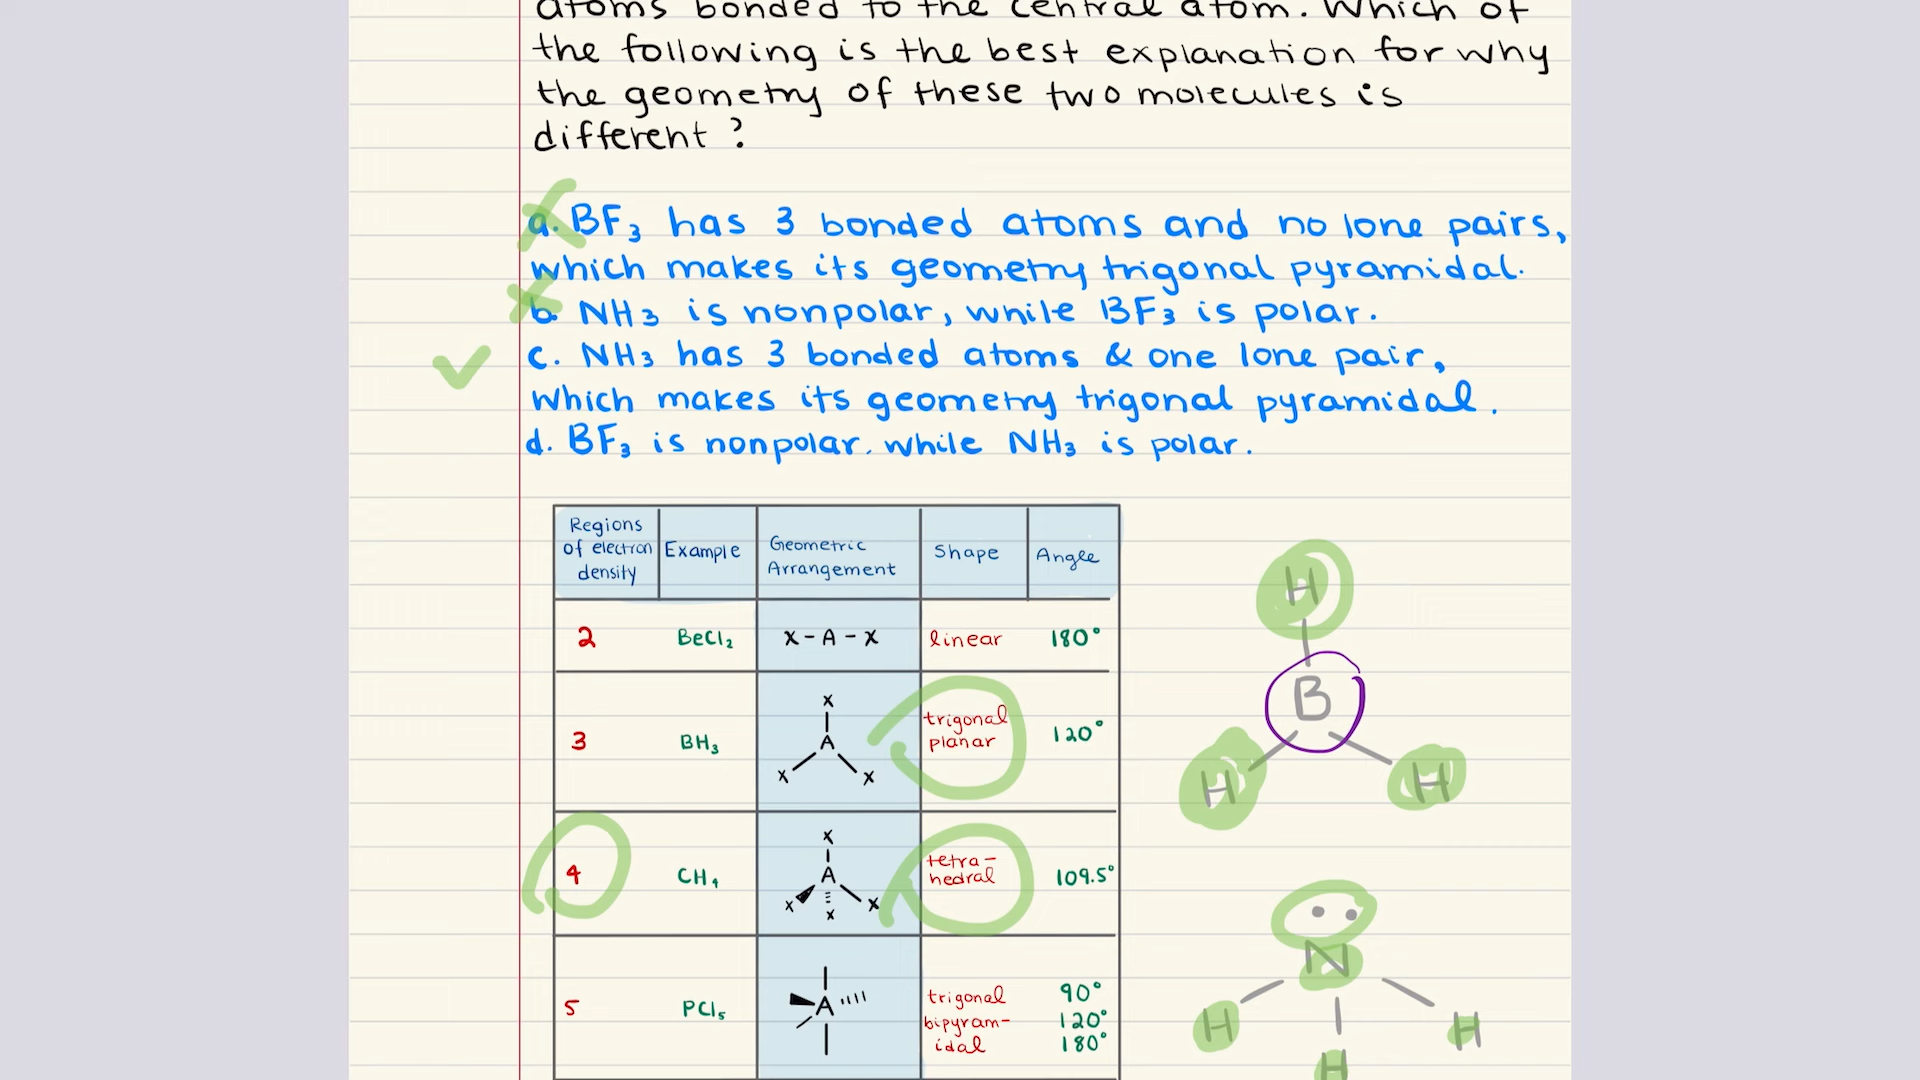 atoms bonded to the central atom. Which of
the following is the best explanation for why
the geometry of these two molecules is
different?
a. BF₃ has 3 bonded atoms and no lone pairs,
which makes its geometry trigonal pyramidal.
b. NH₃ is nonpolar, while BF₃ is polar.
c. NH₃ has 3 bonded atoms & one lone pair,
which makes its geometry trigonal pyramidal.
d. BF₃ is nonpolar, while NH₃ is polar.
Regions
of electron
density
Example
Geometric
Arrangement
Shape
Angle
2
BeCl₂
X-A-X
linear
180°
3
BH₃
X
A
X X
trigonal
planar
120°
4
CH₄
X
A
X X X
tetra-
hedral
109.5°
5
PCl₅
A
trigonal
bipyram-
idal
90°
120°
180°
H
B
H H
N
H H
H